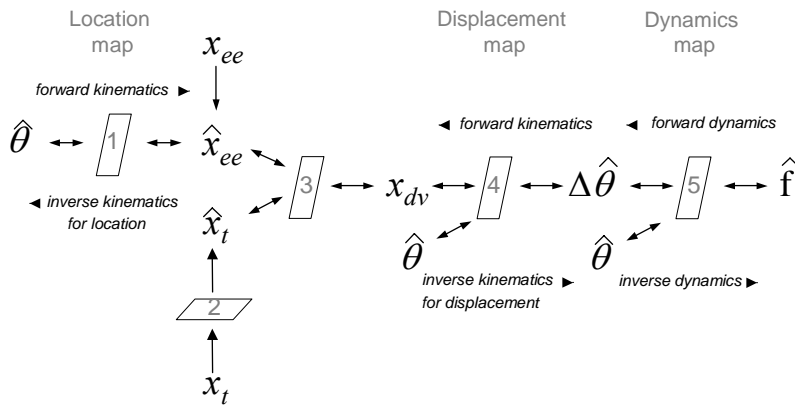 Location
map
Displacement
map
Dynamics
map
x_ee
forward kinematics ►
◄ forward kinematics
◄ forward dynamics
θ̂
1
x̂_ee
3
x_dv
4
Δθ̂
5
f̂
◄ inverse kinematics
for location
x̂_t
θ̂
inverse kinematics ►
for displacement
θ̂
inverse dynamics ►
2
x_t